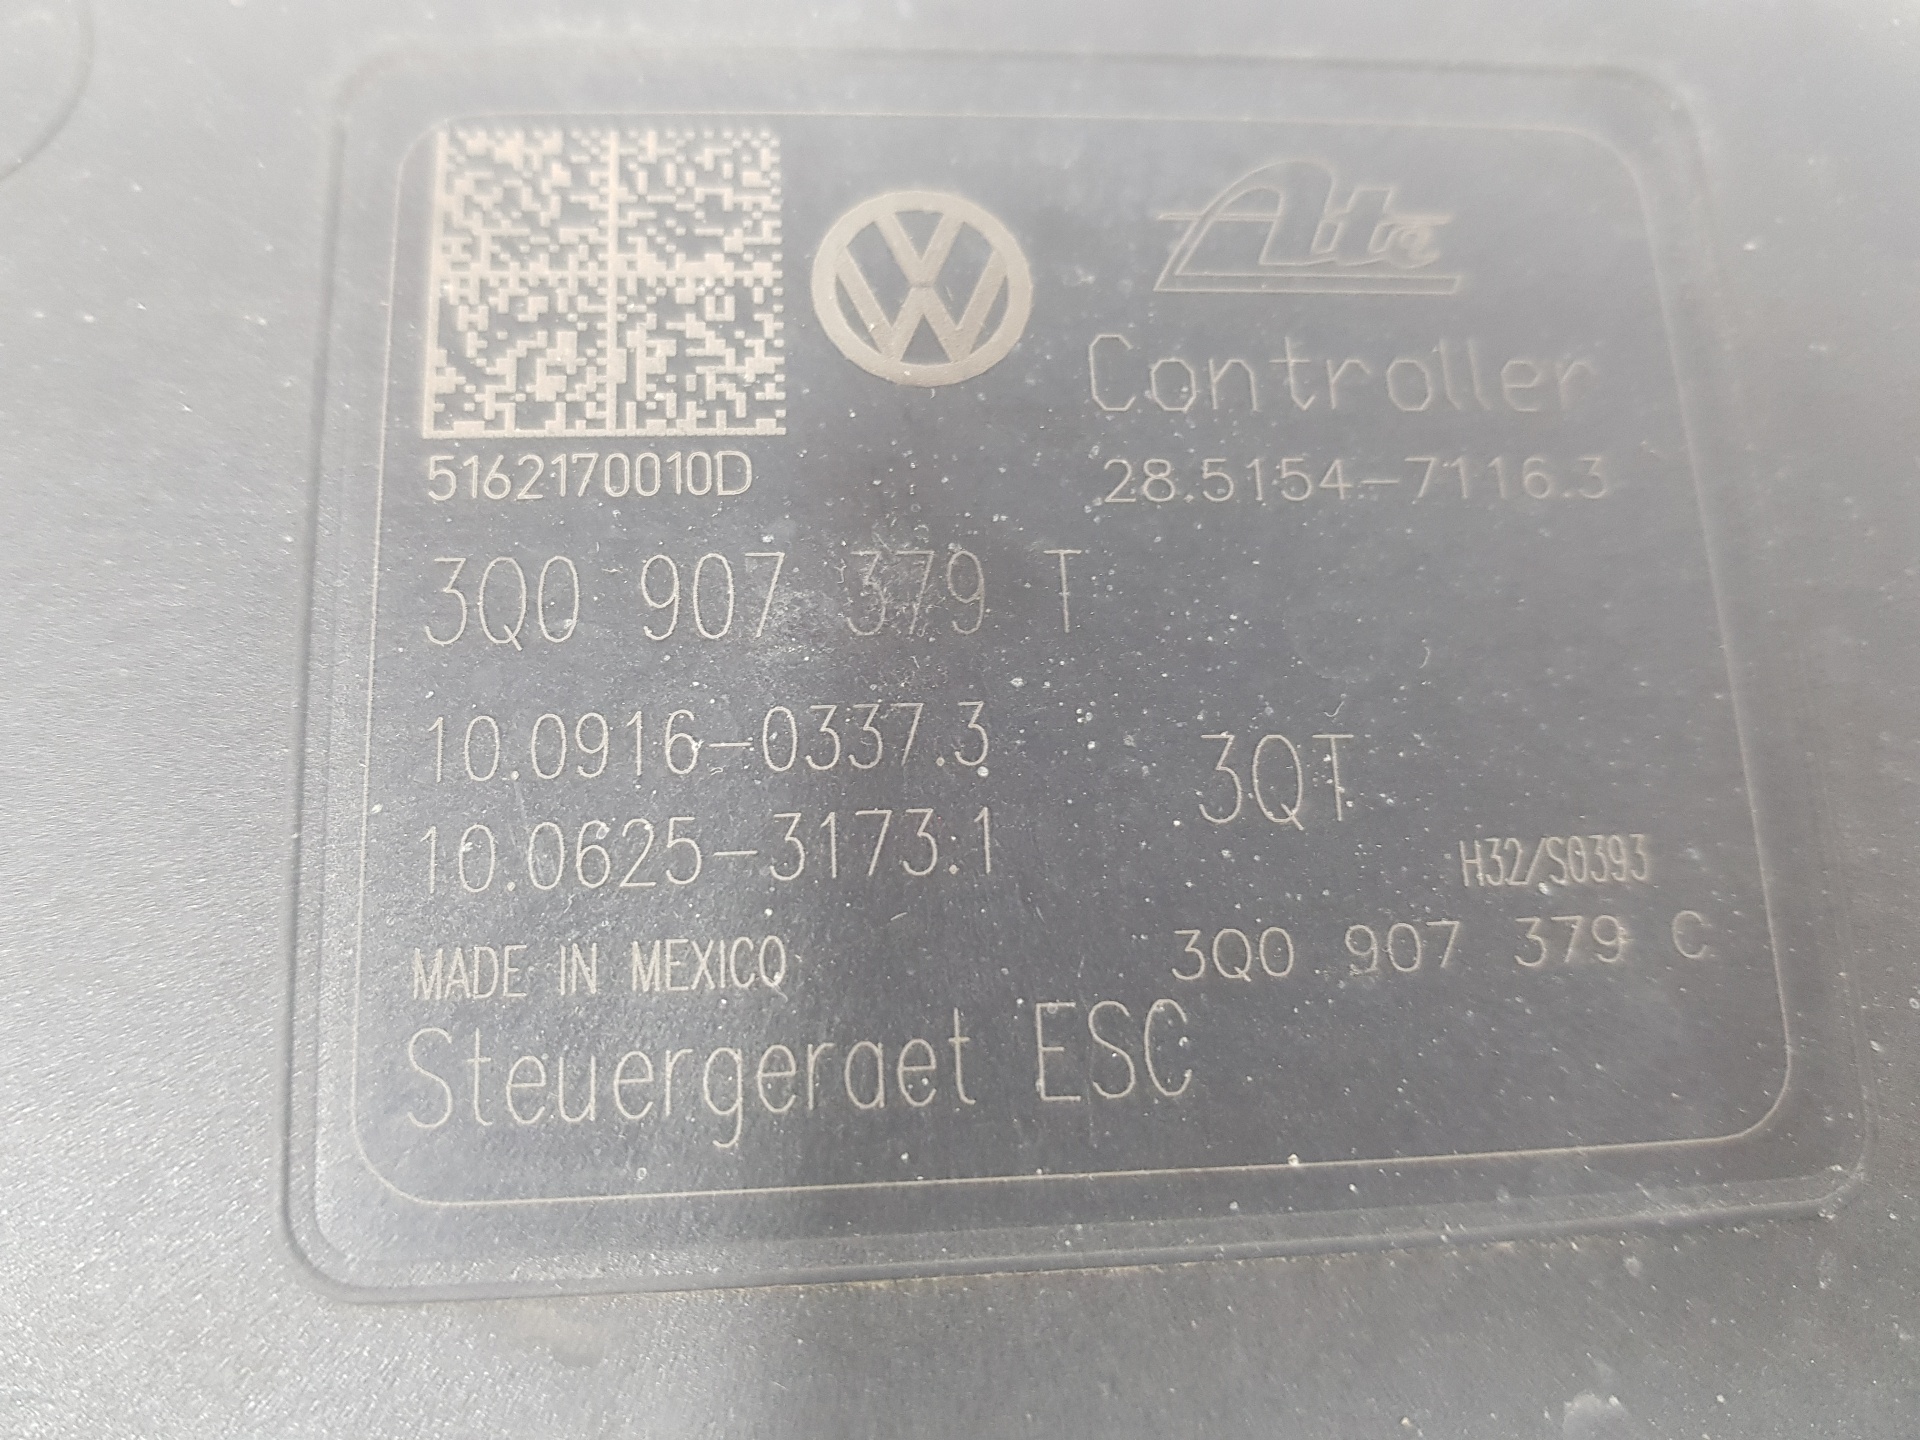 Ate
Controller
5162170010D
28.5154-7116.3
3Q0 907 379 T
10.0916-0337.3
3QT
10.0625-3173.1
H32/S0393
MADE IN MEXICO
3Q0 907 379 C
Steuergeraet ESC